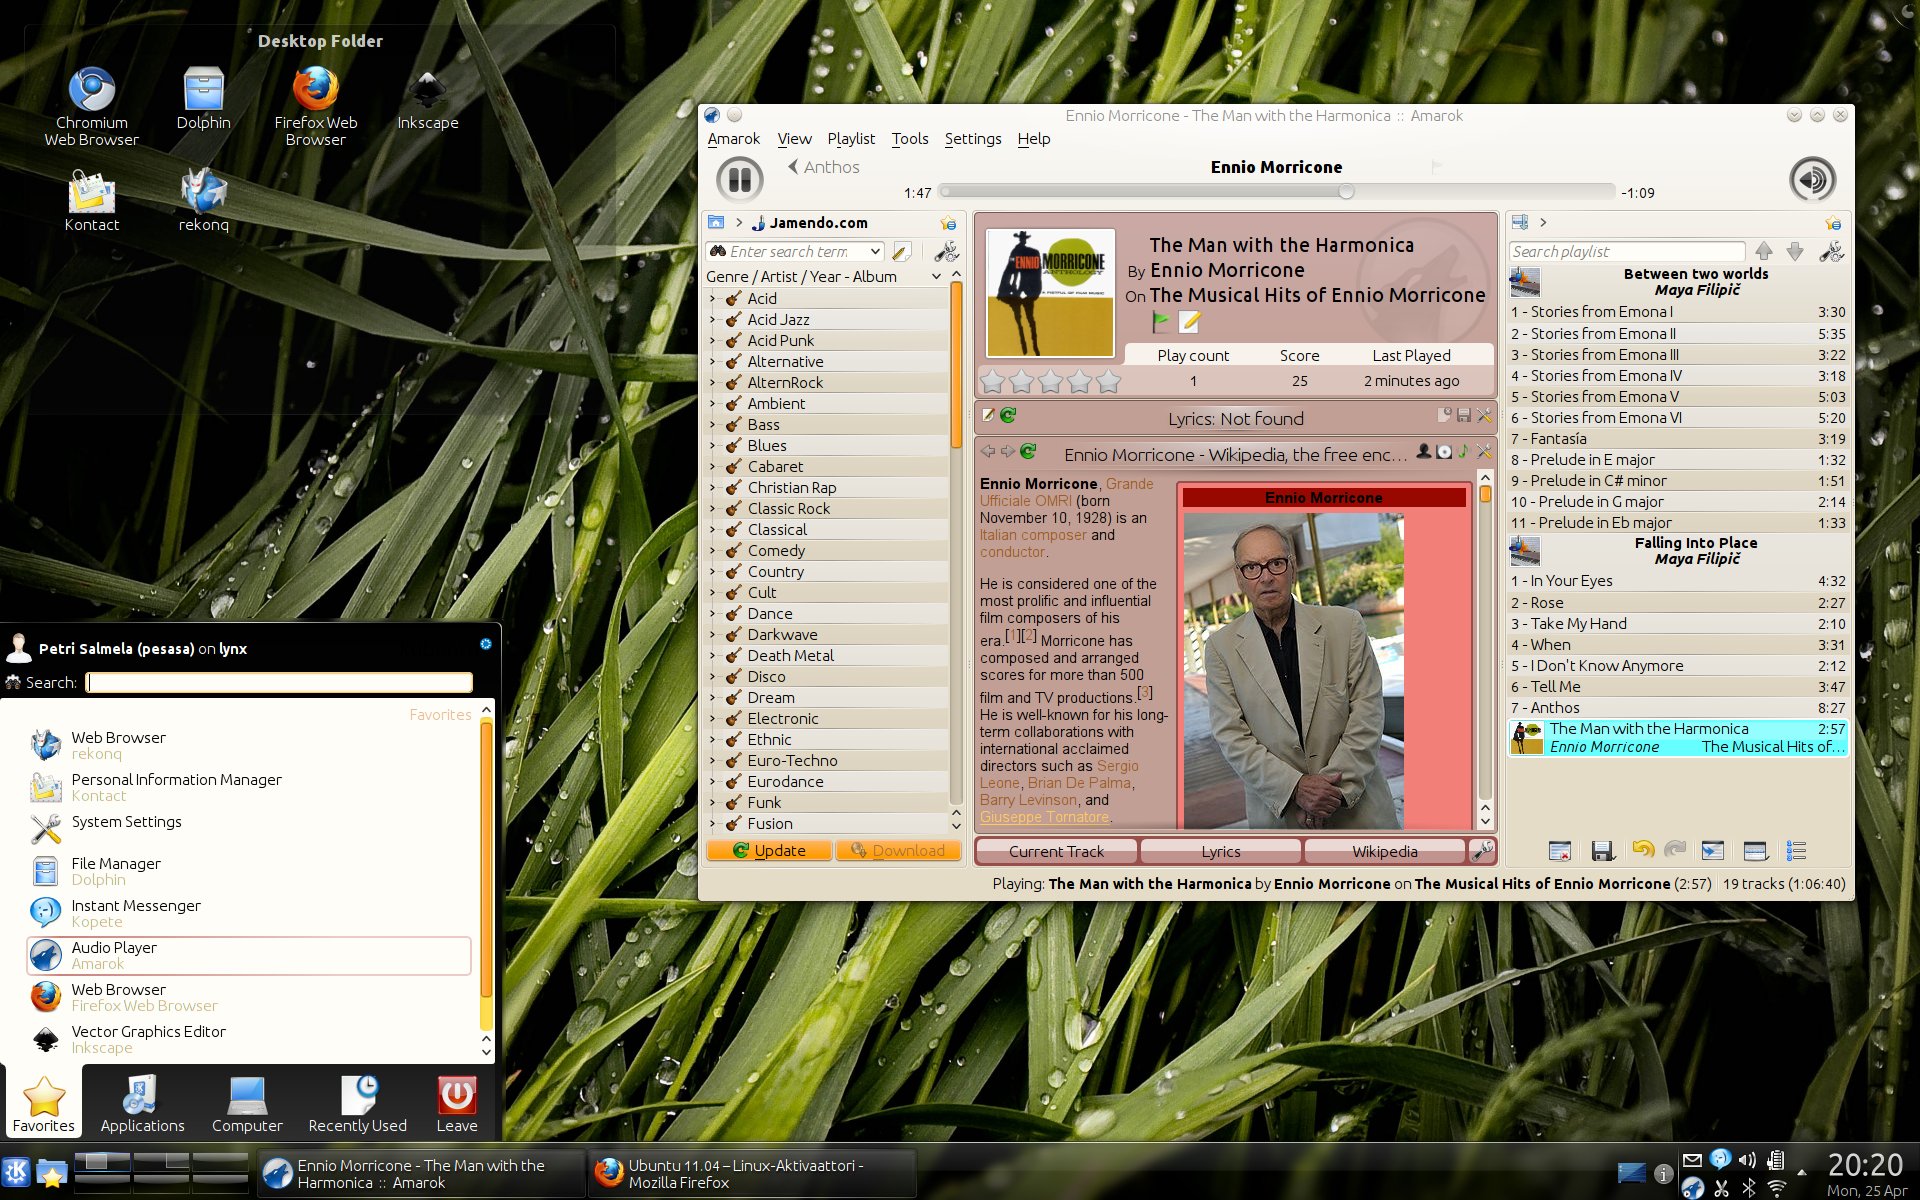 Desktop Folder
Chromium
Web Browser
Dolphin
Firefox Web
Browser
Inkscape
Kontact
rekonq
Ennio Morricone - The Man with the Harmonica :: Amarok
Amarok View Playlist Tools Settings Help
Anthos
Ennio Morricone
1:47
-1:09
Jamendo.com
Enter search term
Genre / Artist / Year - Album
Acid
Acid Jazz
Acid Punk
Alternative
AlternRock
Ambient
Bass
Blues
Cabaret
Christian Rap
Classic Rock
Classical
Comedy
Country
Cult
Dance
Darkwave
Death Metal
Disco
Dream
Electronic
Ethnic
Euro-Techno
Eurodance
Funk
Fusion
Update
Download
ENNIO MORRICONE
ANTHOLOGY
A FISTFUL OF FILM MUSIC
The Man with the Harmonica
By Ennio Morricone
On The Musical Hits of Ennio Morricone
Play count Score Last Played
1 25 2 minutes ago
Lyrics: Not found
Ennio Morricone - Wikipedia, the free enc...
Ennio Morricone, Grande
Ufficiale OMRI (born
November 10, 1928) is an
Italian composer and
conductor.
He is considered one of the
most prolific and influential
film composers of his
era.[1][2] Morricone has
composed and arranged
scores for more than 500
film and TV productions.[3]
He is well-known for his long-
term collaborations with
international acclaimed
directors such as Sergio
Leone, Brian De Palma,
Barry Levinson, and
Giuseppe Tornatore.
Ennio Morricone
Current Track
Lyrics
Wikipedia
Search playlist
Between two worlds
Maya Filipič
1 - Stories from Emona I 3:30
2 - Stories from Emona II 5:35
3 - Stories from Emona III 3:22
4 - Stories from Emona IV 3:18
5 - Stories from Emona V 5:03
6 - Stories from Emona VI 5:20
7 - Fantasía 3:19
8 - Prelude in E major 1:32
9 - Prelude in C# minor 1:51
10 - Prelude in G major 2:14
11 - Prelude in Eb major 1:33
Falling Into Place
Maya Filipič
1 - In Your Eyes 4:32
2 - Rose 2:27
3 - Take My Hand 2:10
4 - When 3:31
5 - I Don't Know Anymore 2:12
6 - Tell Me 3:47
7 - Anthos 8:27
The Man with the Harmonica 2:57
Ennio Morricone The Musical Hits of...
Playing: The Man with the Harmonica by Ennio Morricone on The Musical Hits of Ennio Morricone (2:57) 19 tracks (1:06:40)
Petri Salmela (pesasa) on lynx
Search:
Favorites
Web Browser
rekonq
Personal Information Manager
Kontact
System Settings
File Manager
Dolphin
Instant Messenger
Kopete
Audio Player
Amarok
Web Browser
Firefox Web Browser
Vector Graphics Editor
Inkscape
Favorites
Applications
Computer
Recently Used
Leave
Ennio Morricone - The Man with the
Harmonica :: Amarok
Ubuntu 11.04 – Linux-Aktivaattori -
Mozilla Firefox
20:20
Mon, 25 Apr